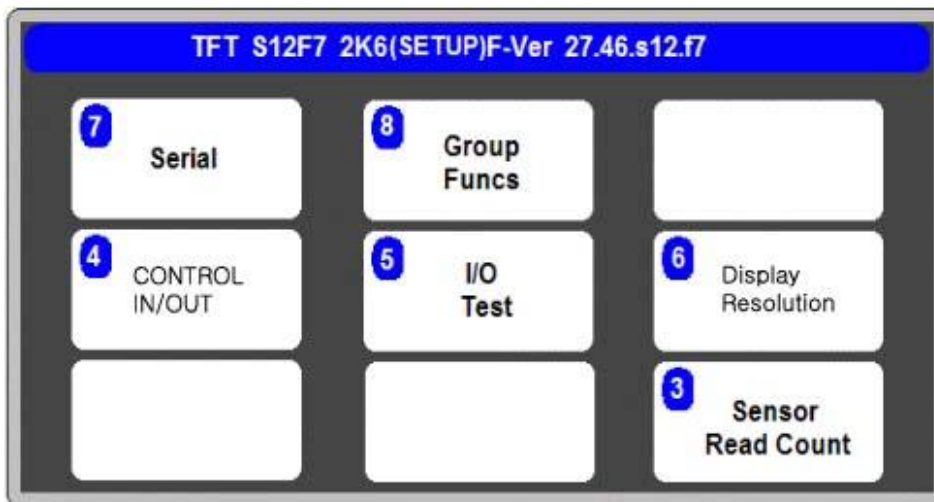 TFT S12F7 2K6(SETUP)F-Ver 27.46.s12.f7
7
Serial
8
Group
Funcs
4
CONTROL
IN/OUT
5
I/O
Test
6
Display
Resolution
3
Sensor
Read Count